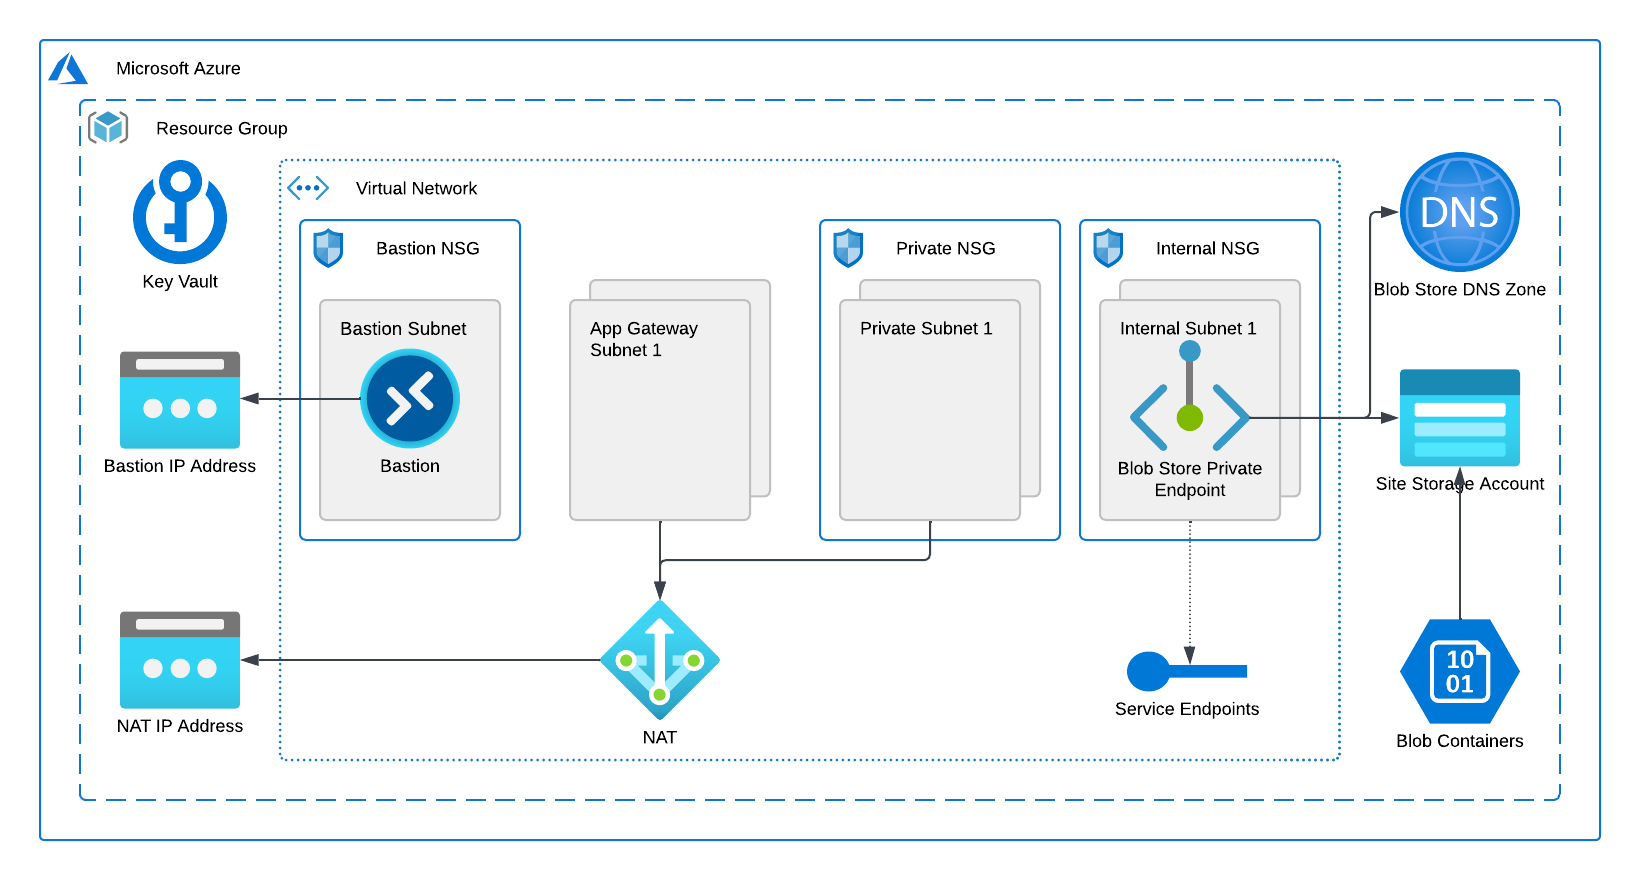 Microsoft Azure
Resource Group
Key Vault
Virtual Network
Bastion NSG
Bastion Subnet
Bastion
App Gateway
Subnet 1
Private NSG
Private Subnet 1
Internal NSG
Internal Subnet 1
Blob Store Private
Endpoint
DNS
Blob Store DNS Zone
Bastion IP Address
Site Storage Account
NAT IP Address
NAT
Service Endpoints
10
01
Blob Containers